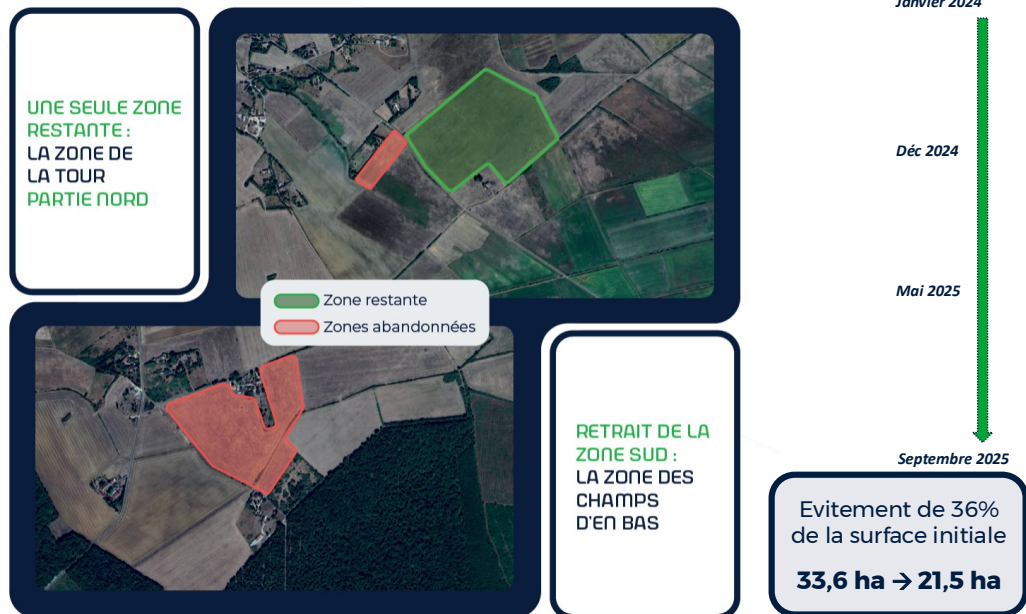 Janvier 2024
UNE SEULE ZONE
RESTANTE :
LA ZONE DE
LA TOUR
PARTIE NORD
Déc 2024
Mai 2025
Zone restante
Zones abandonnées
RETRAIT DE LA
ZONE SUD :
LA ZONE DES
CHAMPS
D'EN BAS
Septembre 2025
Evitement de 36%
de la surface initiale
33,6 ha → 21,5 ha